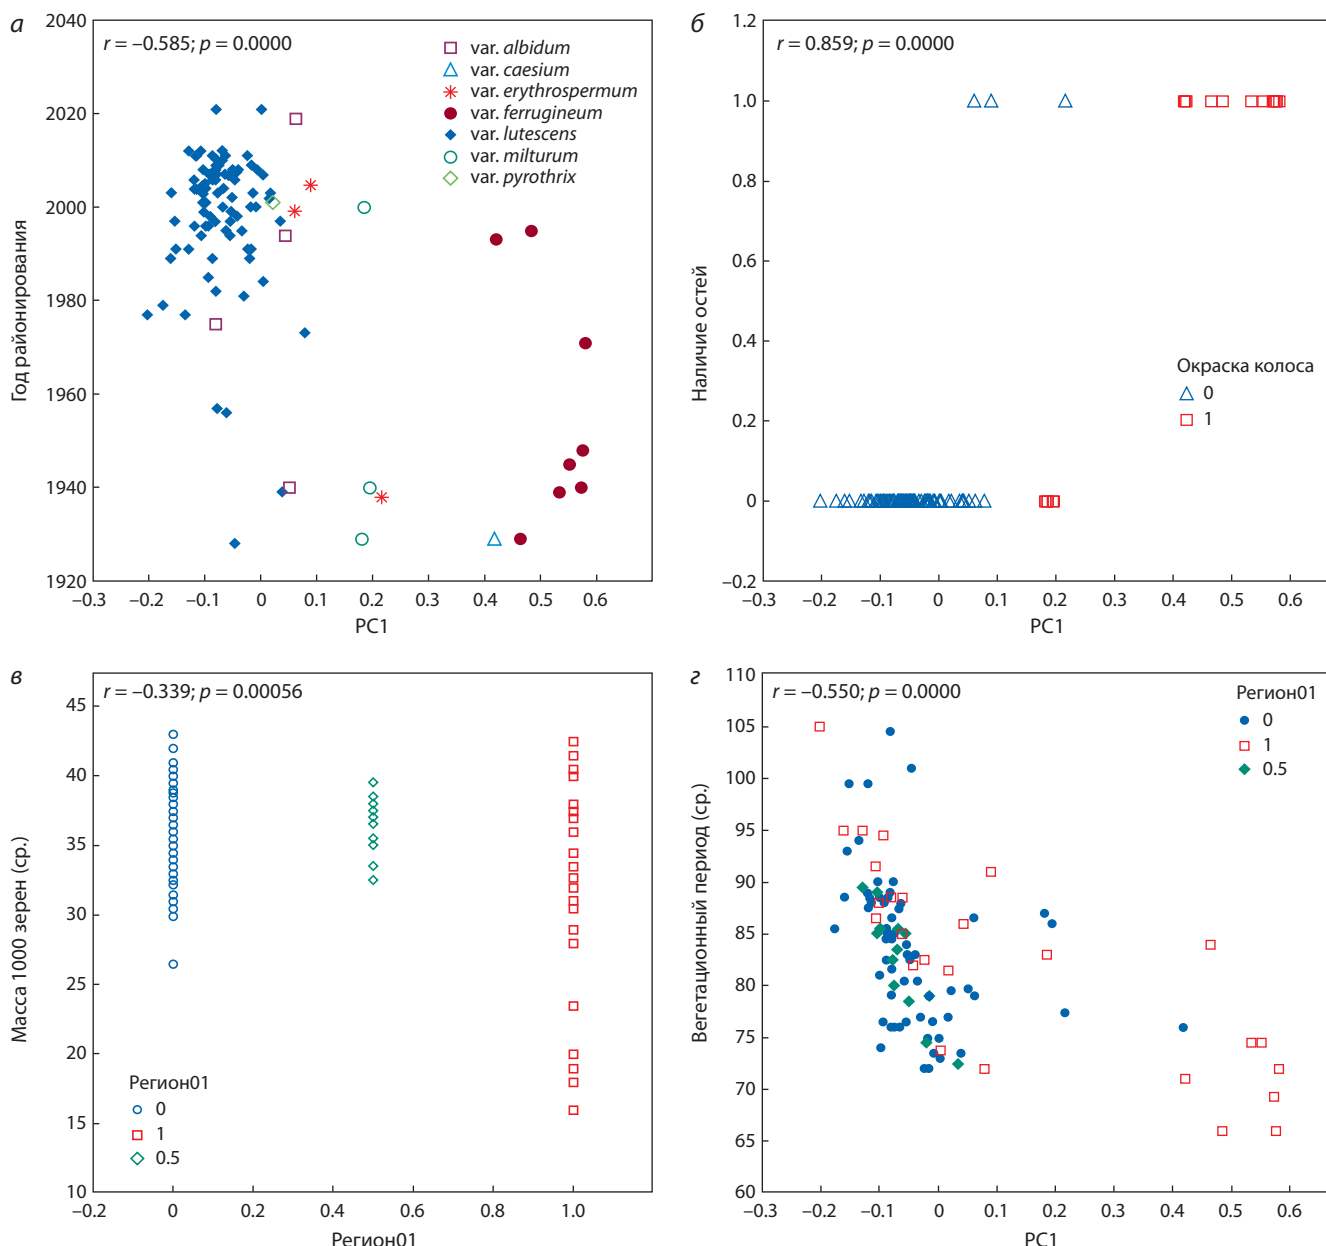 а
r = –0.585; p = 0.0000
var. albidum
var. caesium
var. erythrospermum
var. ferrugineum
var. lutescens
var. milturum
var. pyrothrix
Год районирования
2040
2020
2000
1980
1960
1940
1920
–0.3 –0.2 –0.1 0 0.1 0.2 0.3 0.4 0.5 0.6
PC1
б
r = 0.859; p = 0.0000
Наличие остей
1.2
1.0
0.8
0.6
0.4
0.2
0
–0.2
Окраска колоса
0
1
–0.3 –0.2 –0.1 0 0.1 0.2 0.3 0.4 0.5 0.6
PC1
в
r = –0.339; p = 0.00056
Масса 1000 зерен (ср.)
45
40
35
30
25
20
15
10
Регион01
0
1
0.5
–0.2 0 0.2 0.4 0.6 0.8 1.0
Регион01
г
r = –0.550; p = 0.0000
Вегетационный период (ср.)
110
105
100
95
90
85
80
75
70
65
60
Регион01
0
1
0.5
–0.3 –0.2 –0.1 0 0.1 0.2 0.3 0.4 0.5 0.6
PC1